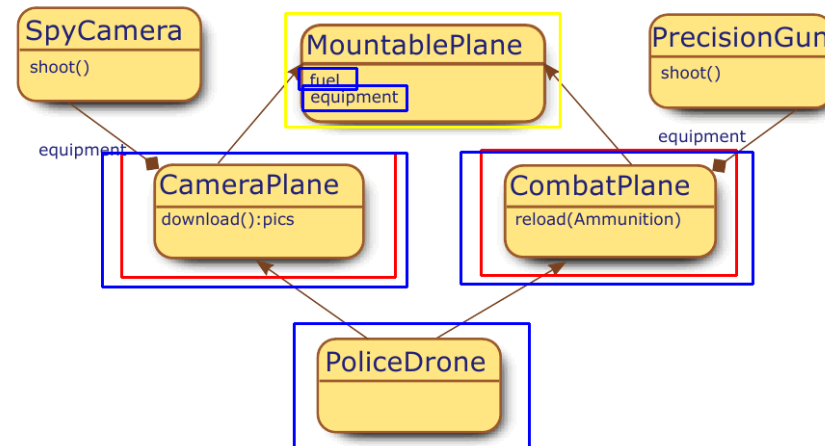 SpyCamera
shoot()
MountablePlane
fuel
equipment
PrecisionGun
shoot()
equipment
equipment
CameraPlane
download():pics
CombatPlane
reload(Ammunition)
PoliceDrone